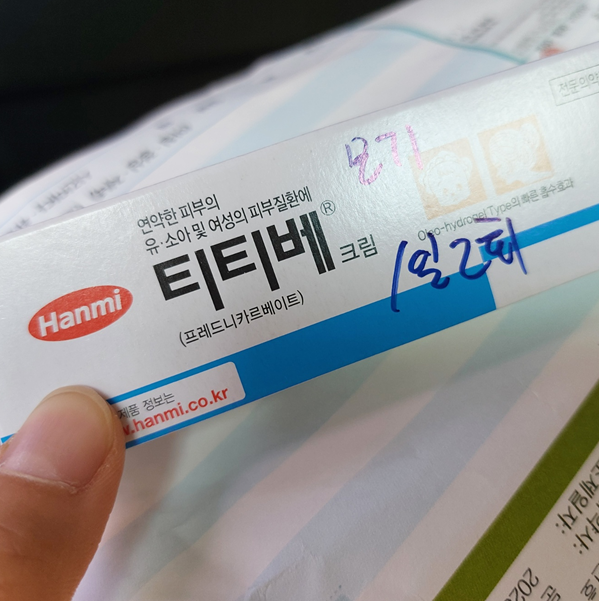 전문의약
모기
연약한 피부의
유·소아 및 여성의 피부질환에
티티베® 크림
(프레드니카르베이트)
Hanmi
Oleo-hydrogel Type의 빠른 흡수효과
1일 2회
제품 정보는
w.hanmi.co.kr